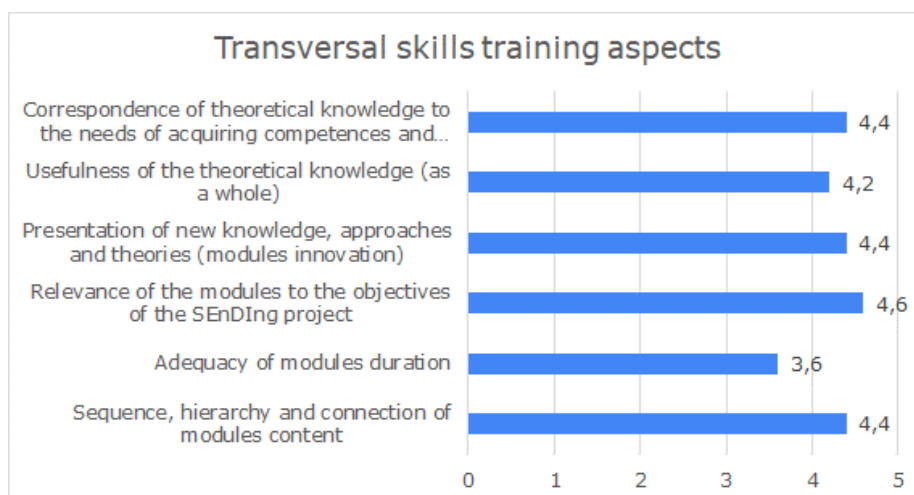 Transversal skills training aspects
Correspondence of theoretical knowledge to
the needs of acquiring competences and...
4,4
Usefulness of the theoretical knowledge (as
a whole)
4,2
Presentation of new knowledge, approaches
and theories (modules innovation)
4,4
Relevance of the modules to the objectives
of the SEnDIng project
4,6
Adequacy of modules duration
3,6
Sequence, hierarchy and connection of
modules content
4,4
0 1 2 3 4 5